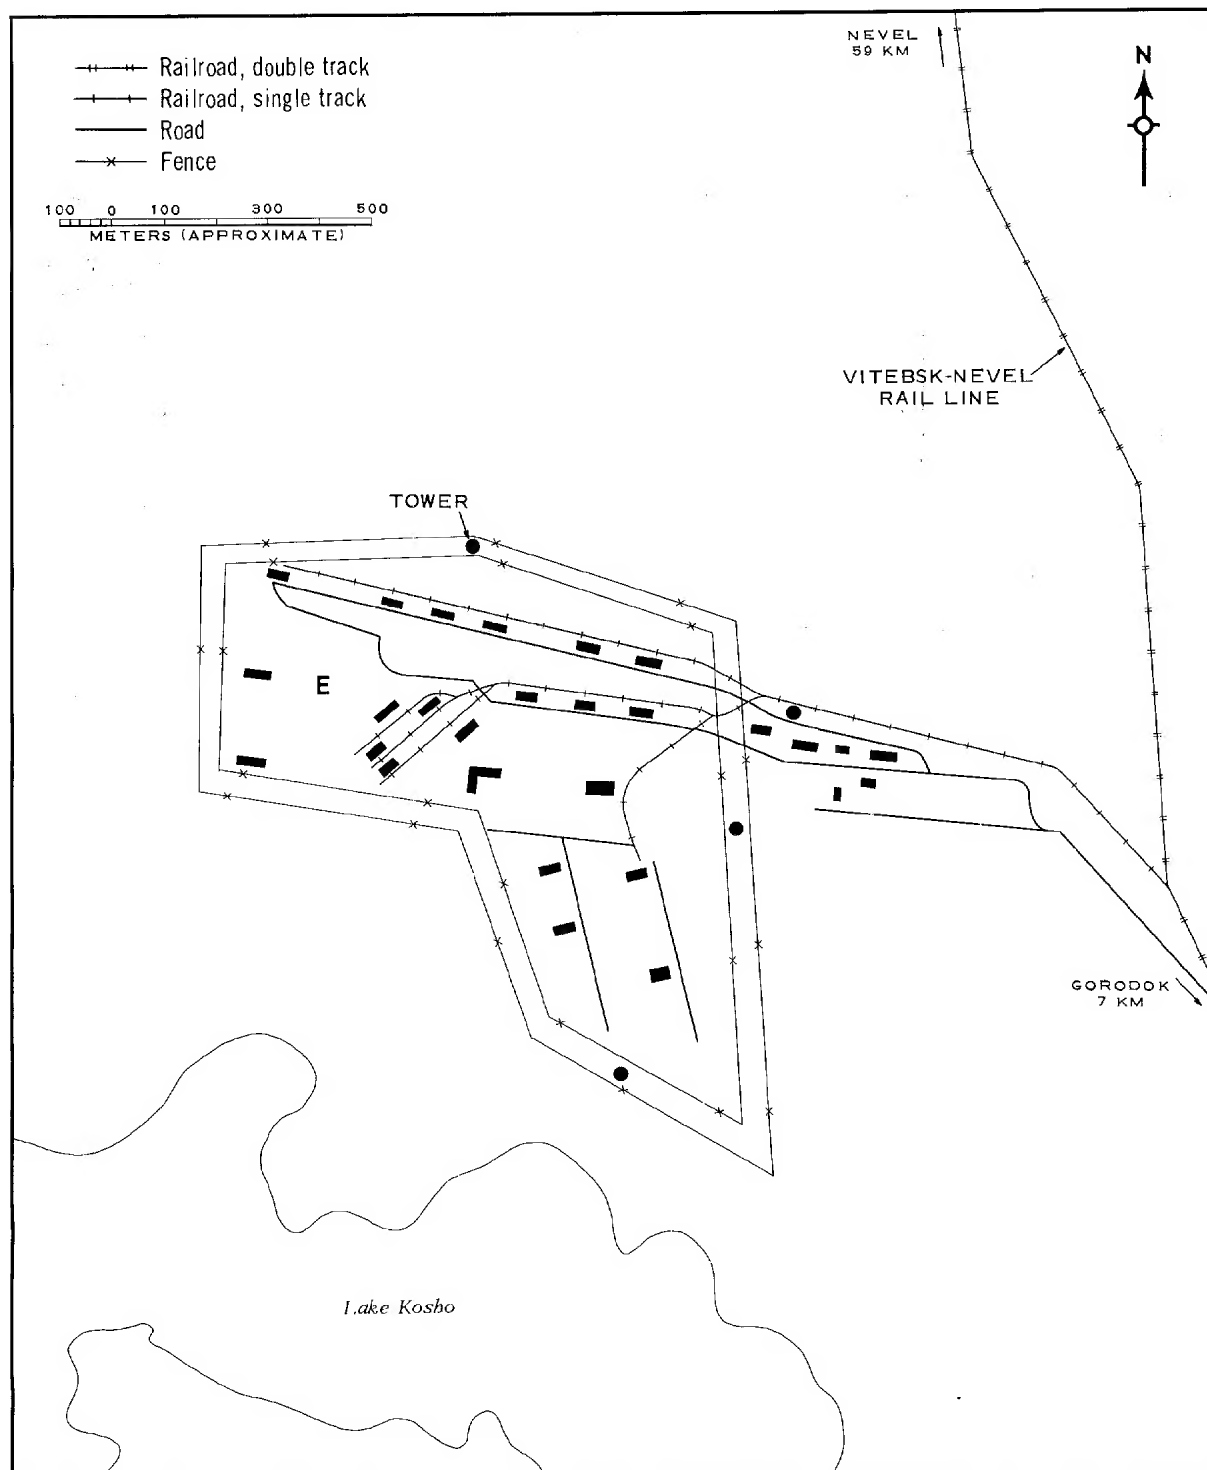 NEVEL
59 KM
N
Railroad, double track
Railroad, single track
Road
Fence
100 0 100 300 500
METERS (APPROXIMATE)
VITEBSK-NEVEL
RAIL LINE
TOWER
E
GORODOK
7 KM
Lake Kosho